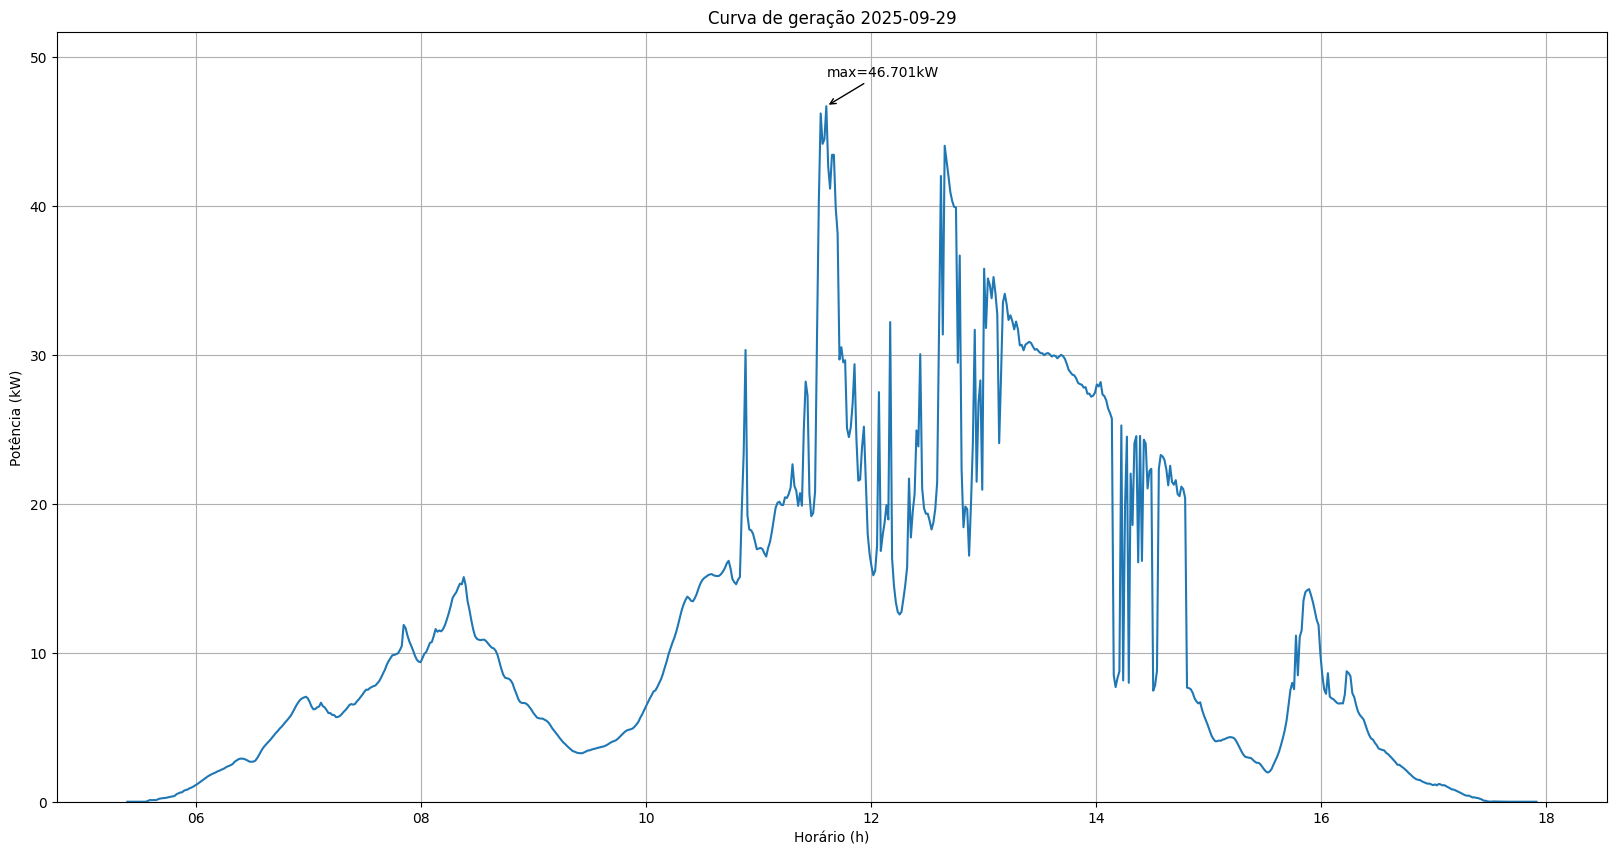 Curva de geração 2025-09-29
max=46.701kW
Potência (kW)
50
40
30
20
10
0
06 08 10 12 14 16 18
Horário (h)